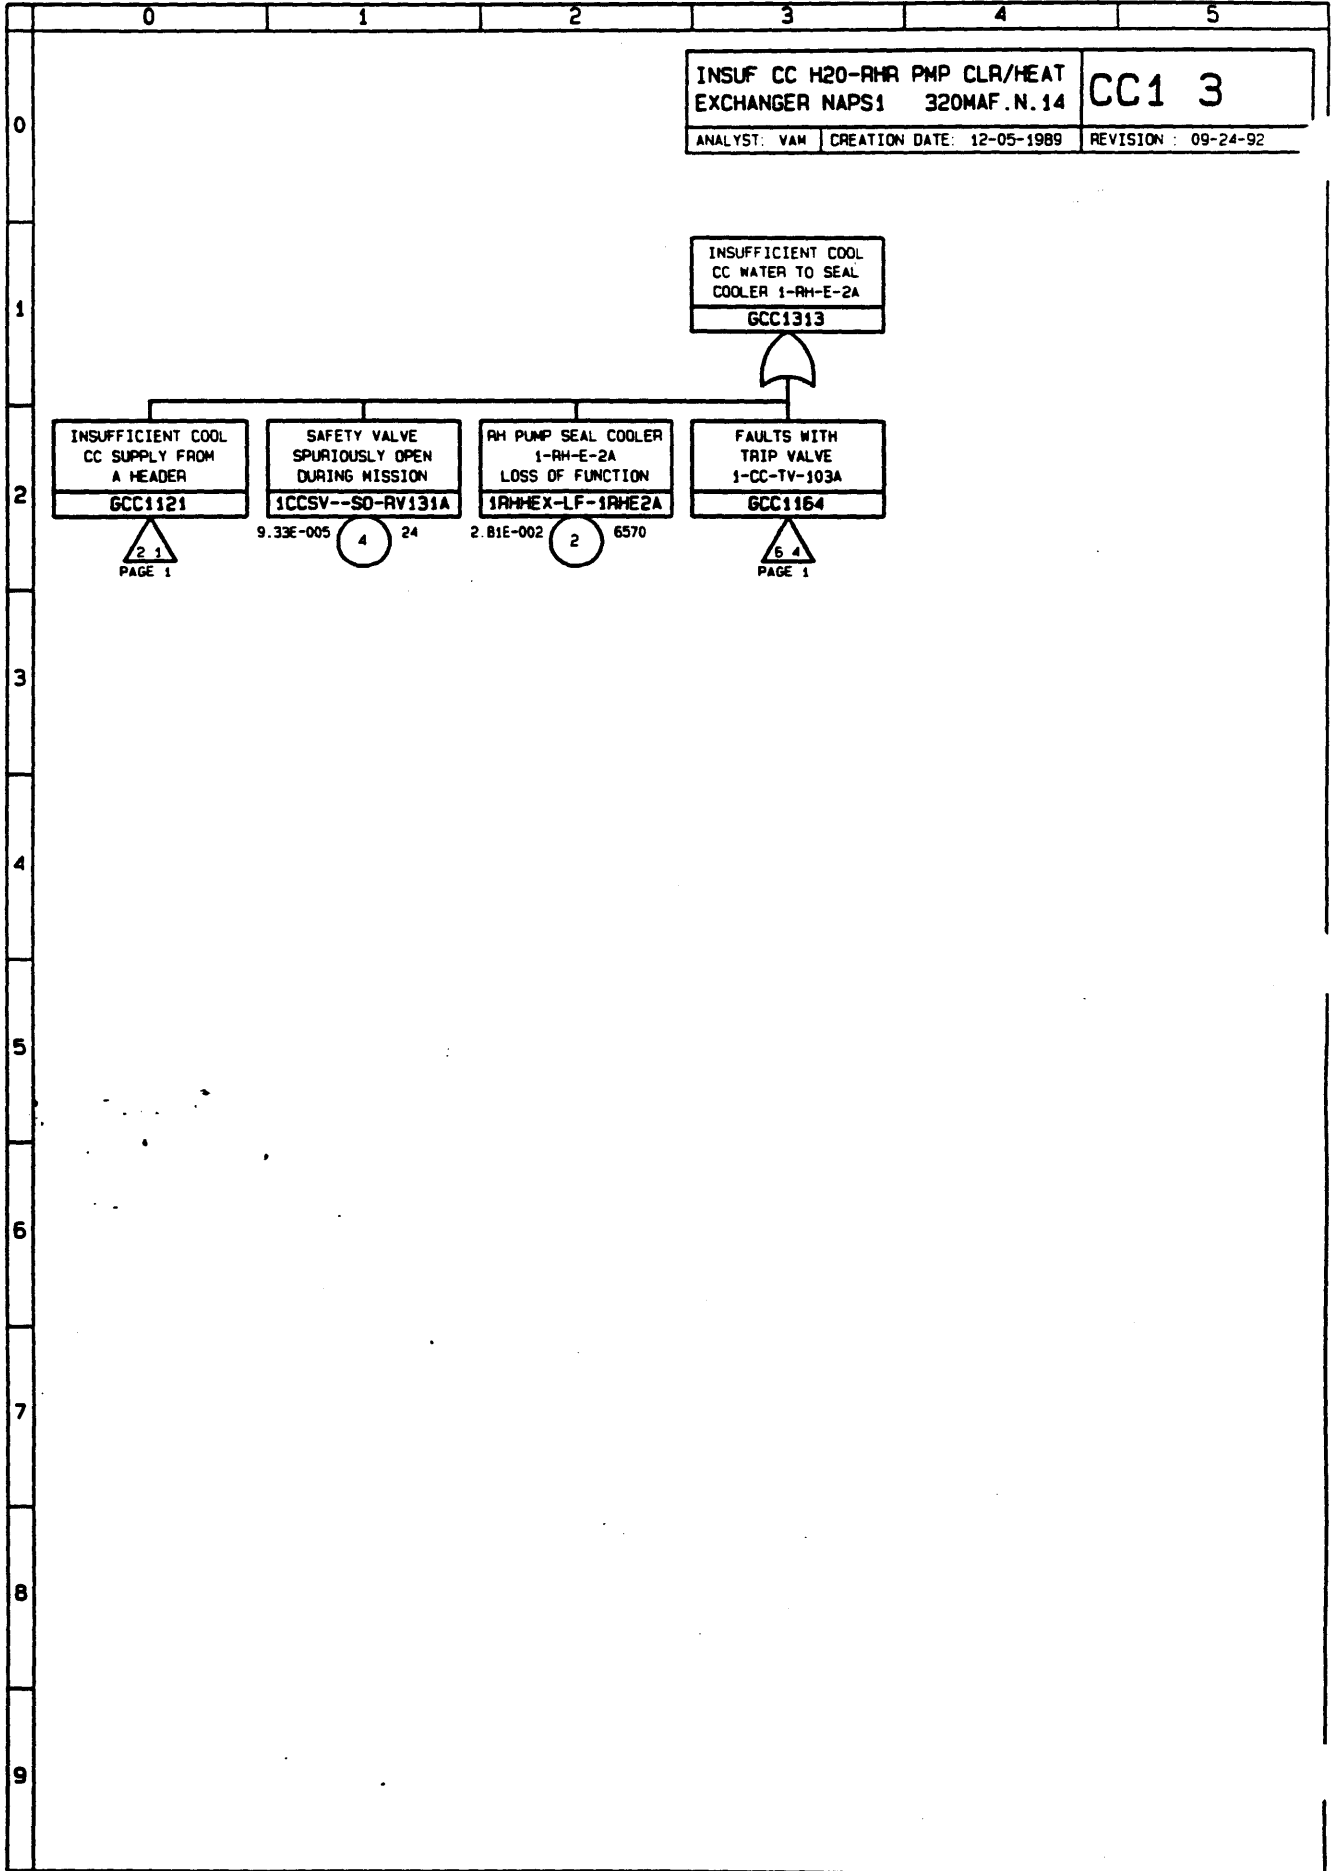 0 1 2 3 4 5
INSUF CC H20-RHR PMP CLR/HEAT
EXCHANGER NAPS1 320MAF.N.14
CC1 3
ANALYST: VAM CREATION DATE: 12-05-1989 REVISION : 09-24-92
0
INSUFFICIENT COOL
CC WATER TO SEAL
COOLER 1-RH-E-2A
GCC1313
1
INSUFFICIENT COOL
CC SUPPLY FROM
A HEADER
GCC1121
2 1
PAGE 1
SAFETY VALVE
SPURIOUSLY OPEN
DURING MISSION
1CCSV--SO-RV131A
9.33E-005 4 24
RH PUMP SEAL COOLER
1-RH-E-2A
LOSS OF FUNCTION
1RHHEX-LF-1RHE2A
2.81E-002 2 6570
FAULTS WITH
TRIP VALVE
1-CC-TV-103A
GCC1164
6 4
PAGE 1
2
3
4
5
6
7
8
9